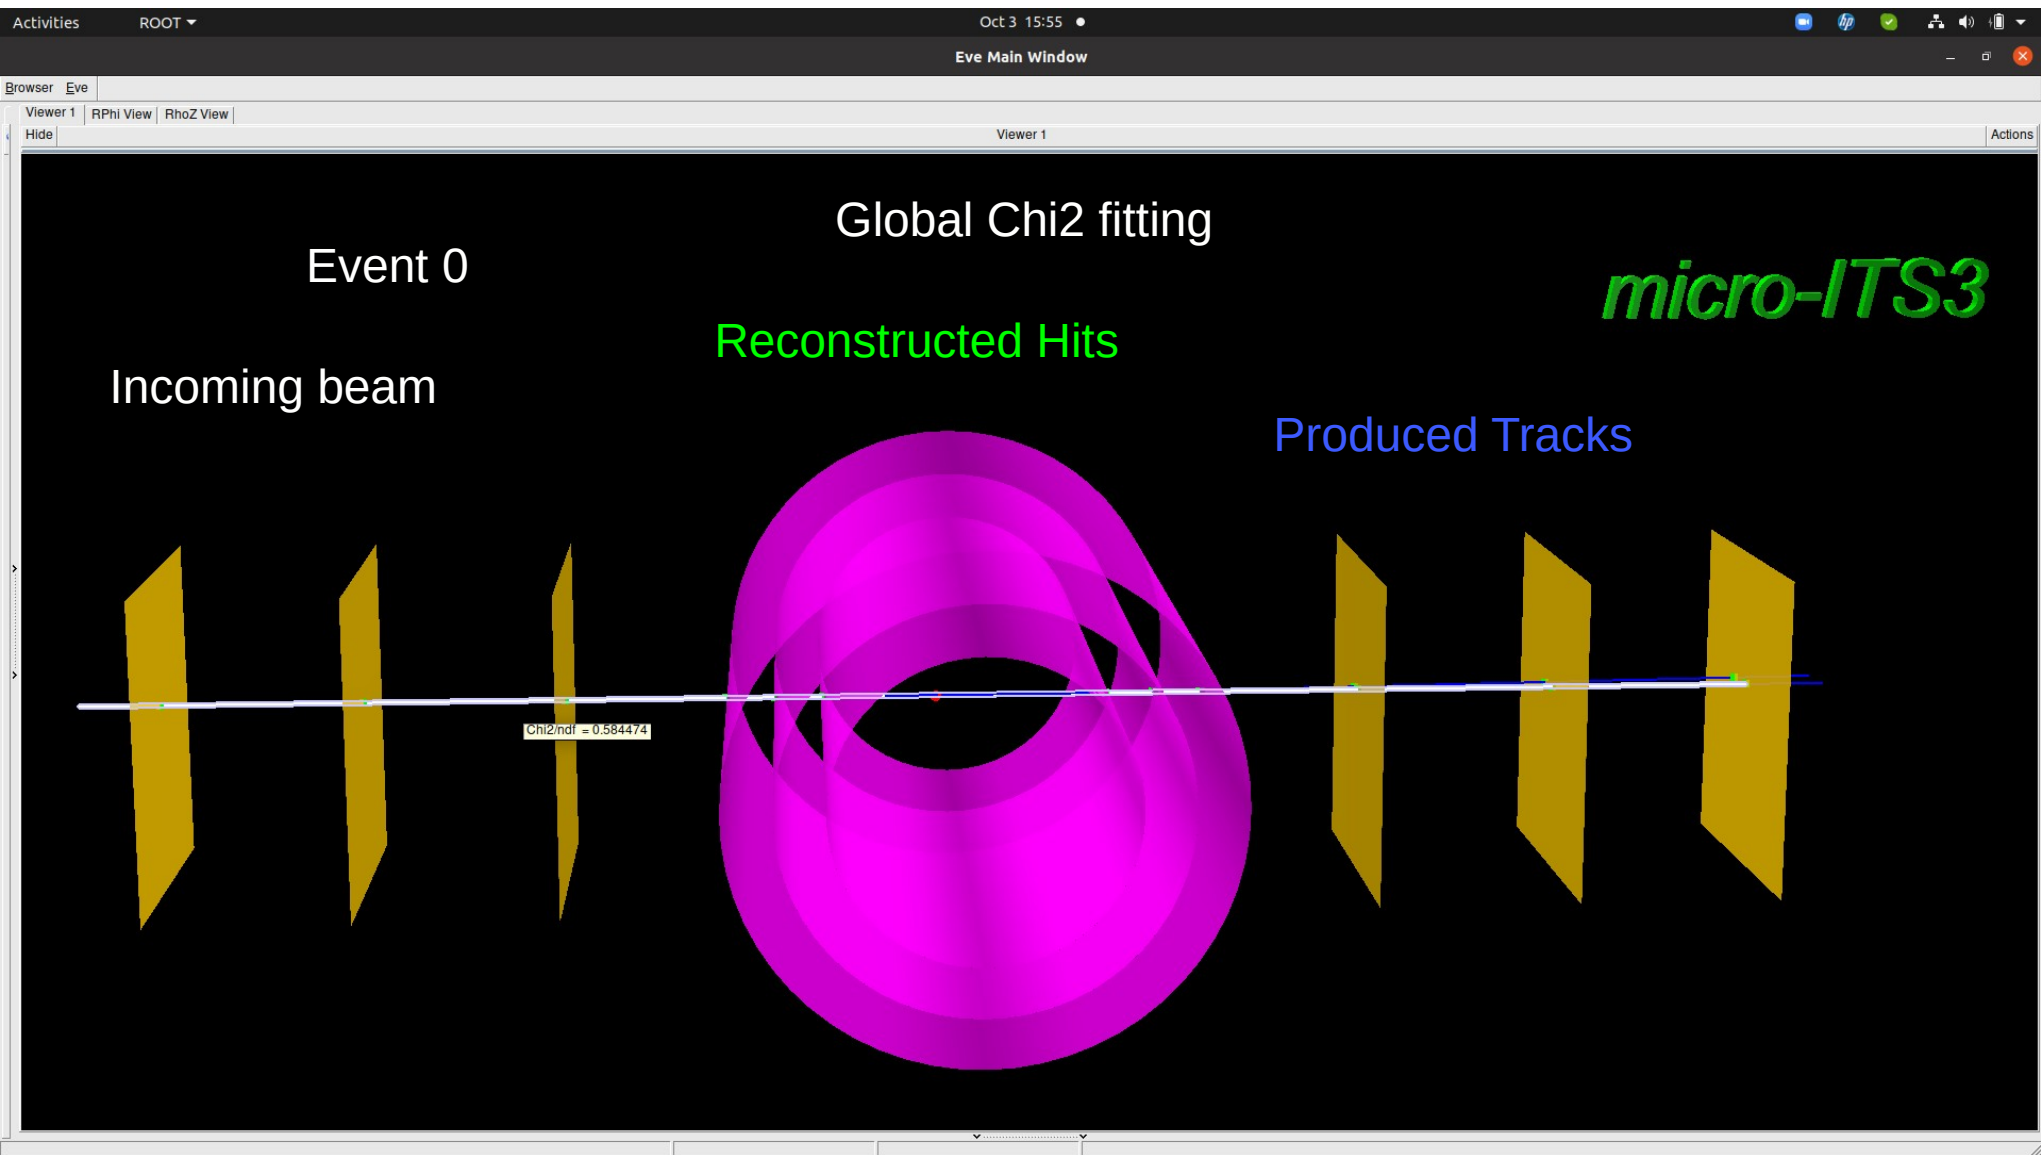 Activities ROOT Oct 3 15:55
Eve Main Window
Browser Eve
Viewer 1 RPhi View RhoZ View
Hide Viewer 1 Actions
Global Chi2 fitting
Event 0
micro-ITS3
Reconstructed Hits
Incoming beam
Produced Tracks
Chi2/ndf = 0.584474